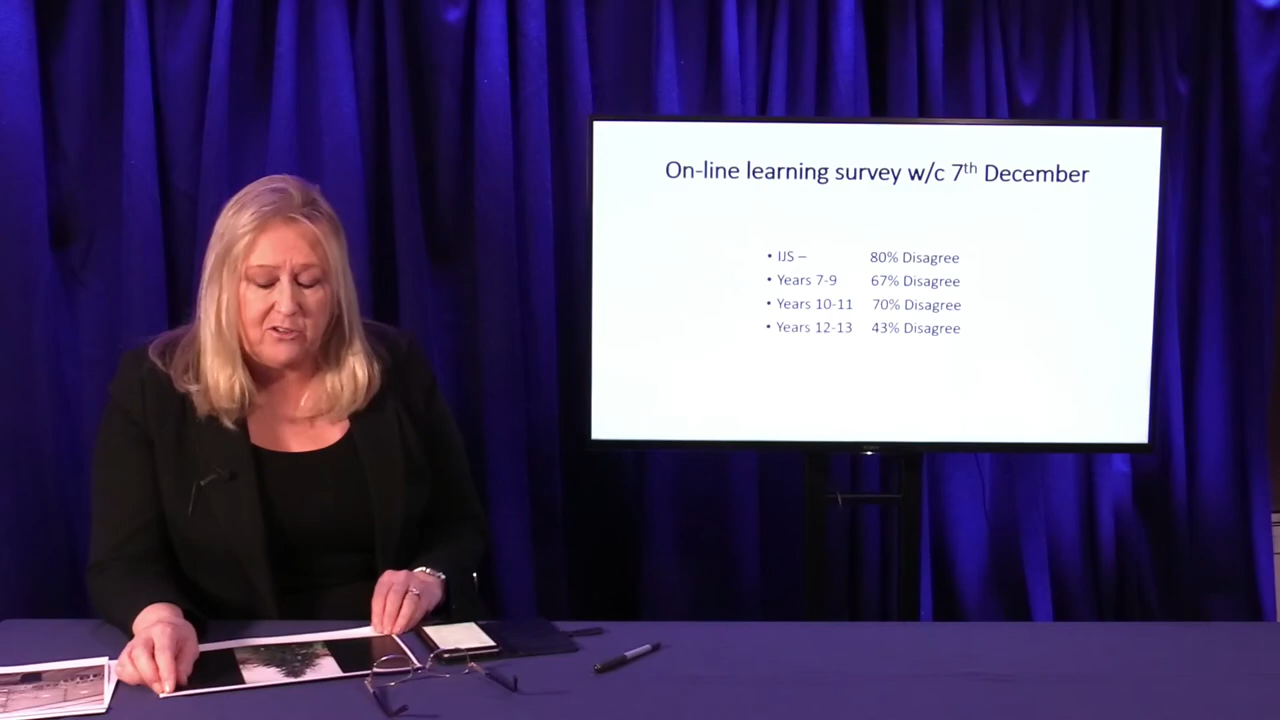 On-line learning survey w/c 7th December
• IJS – 80% Disagree
• Years 7-9 67% Disagree
• Years 10-11 70% Disagree
• Years 12-13 43% Disagree